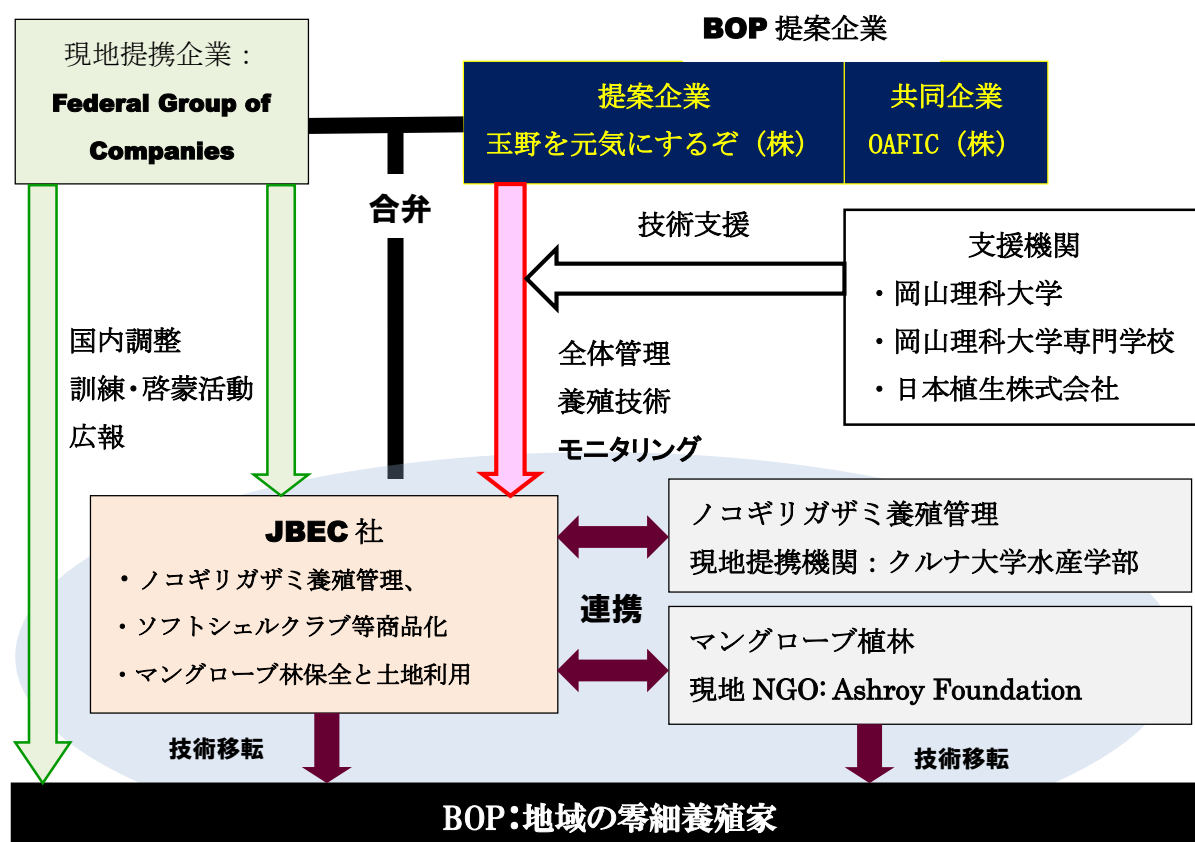 現地提携企業：
Federal Group of
Companies
BOP 提案企業
提案企業
玉野を元気にするぞ（株）
共同企業
OAFIC（株）
合弁
技術支援
支援機関
・岡山理科大学
・岡山理科大学専門学校
・日本植生株式会社
国内調整
訓練・啓蒙活動
広報
全体管理
養殖技術
モニタリング
JBEC 社
・ノコギリガザミ養殖管理、
・ソフトシェルクラブ等商品化
・マングローブ林保全と土地利用
連携
ノコギリガザミ養殖管理
現地提携機関：クルナ大学水産学部
マングローブ植林
現地 NGO: Ashroy Foundation
技術移転
技術移転
BOP：地域の零細養殖家